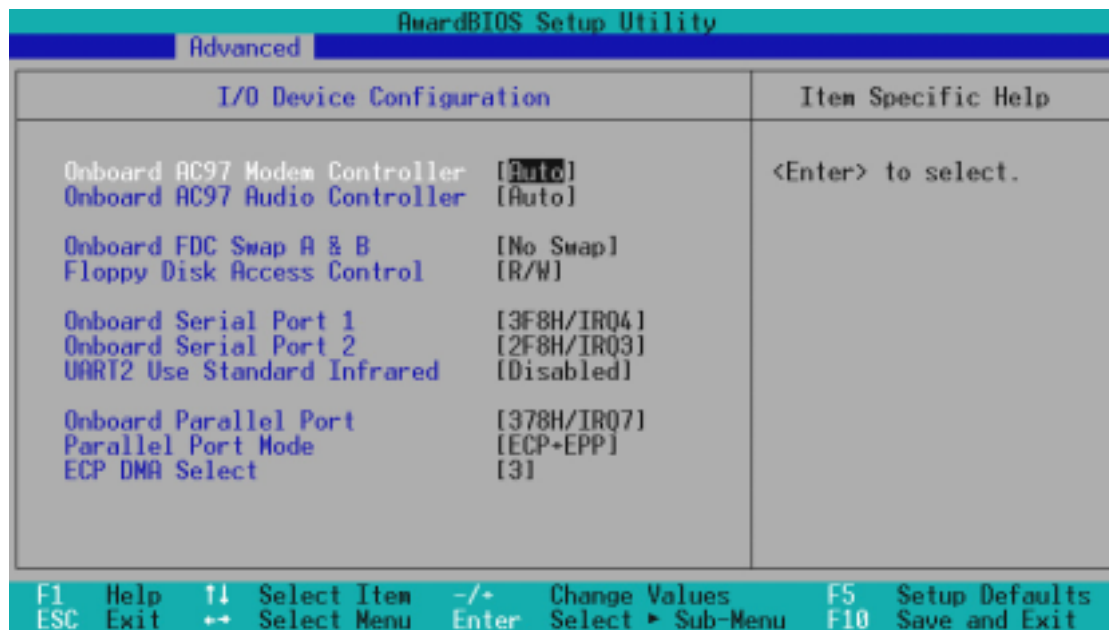 AwardBIOS Setup Utility
Advanced
I/O Device Configuration
Item Specific Help
Onboard AC97 Modem Controller [Auto]
<Enter> to select.
Onboard AC97 Audio Controller [Auto]
Onboard FDC Swap A & B [No Swap]
Floppy Disk Access Control [R/W]
Onboard Serial Port 1 [3F8H/IRQ4]
Onboard Serial Port 2 [2F8H/IRQ3]
UART2 Use Standard Infrared [Disabled]
Onboard Parallel Port [378H/IRQ7]
Parallel Port Mode [ECP+EPP]
ECP DMA Select [3]
F1 Help ↑↓ Select Item -/+ Change Values F5 Setup Defaults
ESC Exit ←→ Select Menu Enter Select ► Sub-Menu F10 Save and Exit